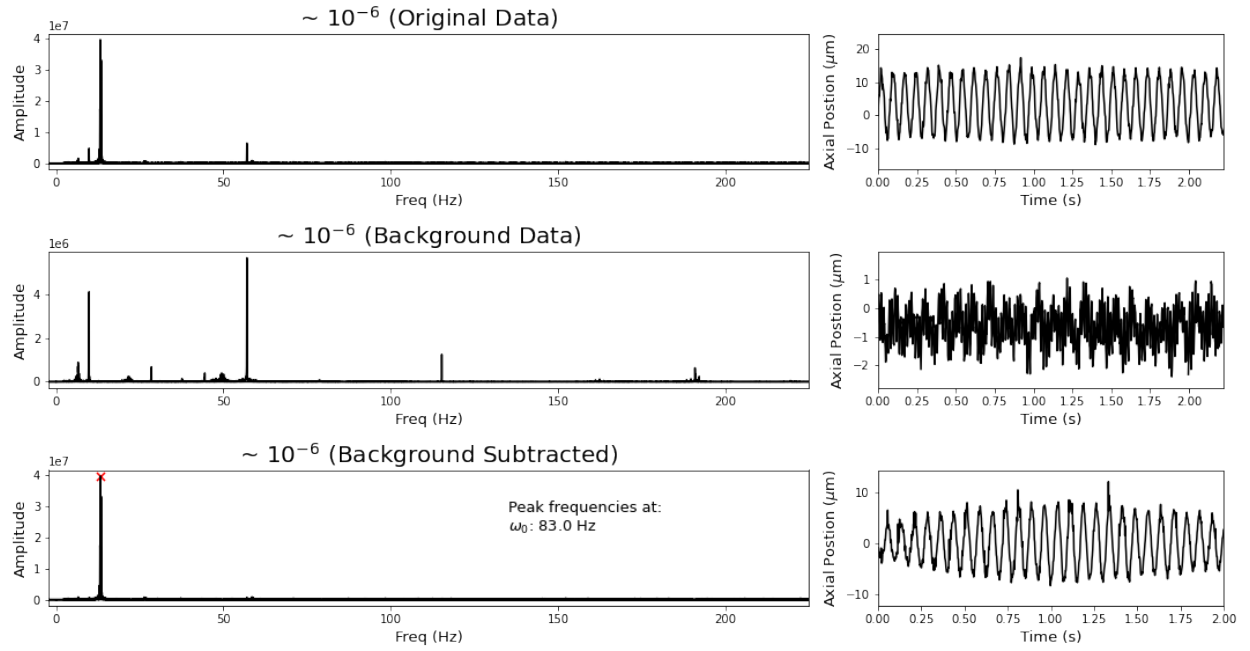 ~ 10⁻⁶ (Original Data)
1e7
Amplitude
4
3
2
1
0
0 50 100 150 200
Freq (Hz)
Axial Postion (μm)
20
10
0
−10
0.00 0.25 0.50 0.75 1.00 1.25 1.50 1.75 2.00
Time (s)
~ 10⁻⁶ (Background Data)
1e6
Amplitude
4
2
0
0 50 100 150 200
Freq (Hz)
Axial Postion (μm)
1
0
−1
−2
0.00 0.25 0.50 0.75 1.00 1.25 1.50 1.75 2.00
Time (s)
~ 10⁻⁶ (Background Subtracted)
1e7
Amplitude
4
3
2
1
0
Peak frequencies at:
ω₀: 83.0 Hz
0 50 100 150 200
Freq (Hz)
Axial Postion (μm)
10
0
−10
0.00 0.25 0.50 0.75 1.00 1.25 1.50 1.75 2.00
Time (s)